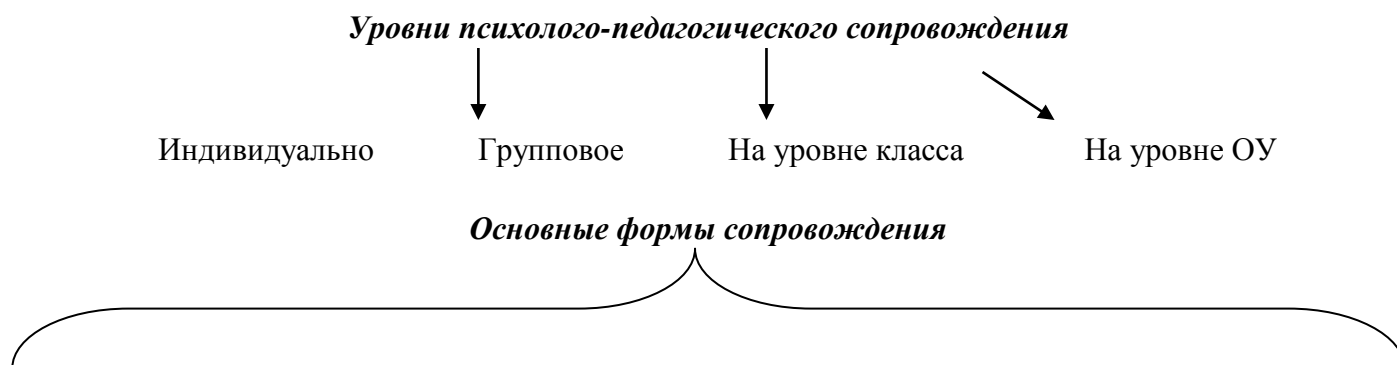 Уровни психолого-педагогического сопровождения
Индивидуально Групповое На уровне класса На уровне ОУ
Основные формы сопровождения